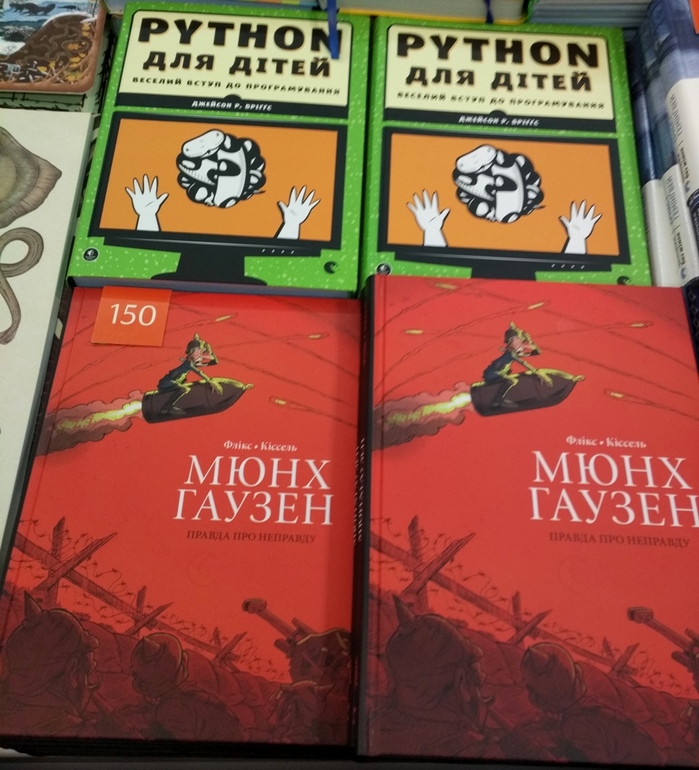 PYTHON
ДЛЯ ДІТЕЙ
ВЕСЕЛИЙ ВСТУП ДО ПРОГРАМУВАННЯ
ДЖЕЙСОН Р. БРІГГС
PYTHON
ДЛЯ ДІТЕЙ
ВЕСЕЛИЙ ВСТУП ДО ПРОГРАМУВАННЯ
ДЖЕЙСОН Р. БРІГГС
150
Флікс • Кіссель
МЮНХ
ГАУЗЕН
ПРАВДА ПРО НЕПРАВДУ
Флікс • Кіссель
МЮНХ
ГАУЗЕН
ПРАВДА ПРО НЕПРАВДУ